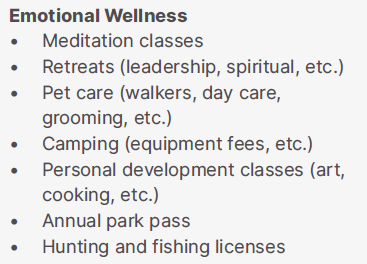 Emotional Wellness
• Meditation classes
• Retreats (leadership, spiritual, etc.)
• Pet care (walkers, day care,
grooming, etc.)
• Camping (equipment fees, etc.)
• Personal development classes (art,
cooking, etc.)
• Annual park pass
• Hunting and fishing licenses